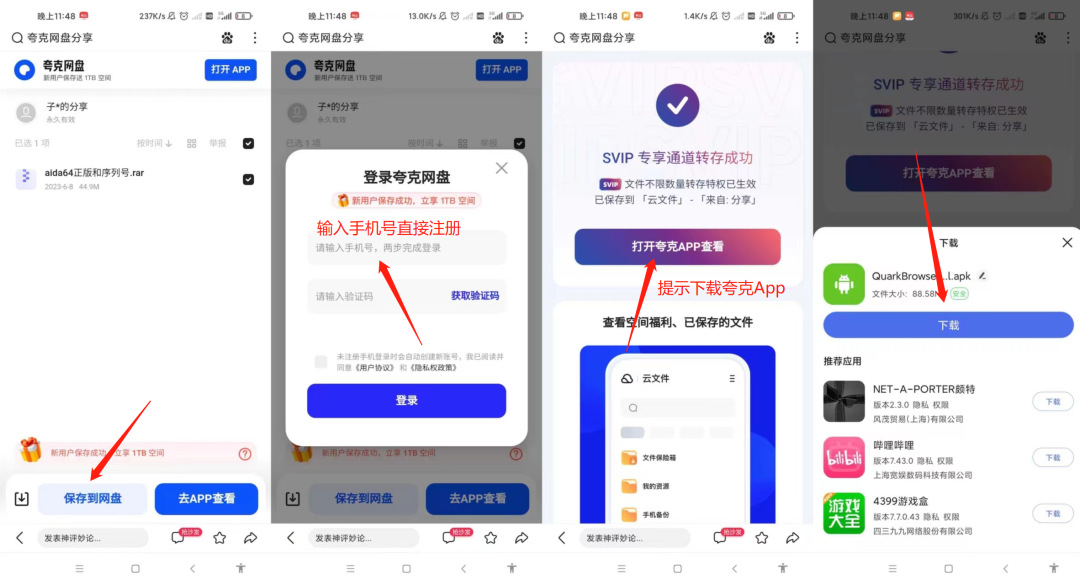 晚上11:48
237K/s
夸克网盘分享
夸克网盘
新用户保存送 1TB 空间
打开 APP
子*的分享
永久有效
已选 1 项
按时间
举报
aida64正版和序列号.rar
2023-6-8 44.9M
新用户保存成功，立享 1TB 空间
保存到网盘
去APP查看
发表神评妙论...
抢沙发
晚上11:48
13.0K/s
夸克网盘分享
夸克网盘
新用户保存送 1TB 空间
打开 APP
子*的分享
永久有效
已选 1 项
按时间
举报
登录夸克网盘
新用户保存成功，立享 1TB 空间
输入手机号直接注册
请输入手机号，两步完成登录
请输入验证码
获取验证码
未注册手机登录时会自动创建新账号，我已阅读并
同意《用户协议》 和《隐私权政策》
登录
保存到网盘
去APP查看
发表神评妙论...
抢沙发
晚上11:48
1.4K/s
夸克网盘分享
SVIP 专享通道转存成功
SVIP 文件不限数量转存特权已生效
已保存到 「云文件」-「来自: 分享」
打开夸克APP查看
提示下载夸克App
查看空间福利、已保存的文件
云文件
文件保险箱
我的资源
手机备份
发表神评妙论...
抢沙发
晚上11:48
301K/s
夸克网盘分享
SVIP 专享通道转存成功
SVIP 文件不限数量转存特权已生效
已保存到 「云文件」-「来自: 分享」
打开夸克APP查看
下载
QuarkBrowse...l.apk
文件大小: 88.58M
安全
下载
推荐应用
NET-A-PORTER颇特
版本2.3.0 隐私 权限
风茂贸易(上海)有限公司
下载
bilibili
哔哩哔哩
版本7.43.0 隐私 权限
上海宽娱数码科技有限公司
下载
游戏
大全
4399游戏盒
版本7.7.0.43 隐私 权限
四三九九网络股份有限公司
下载